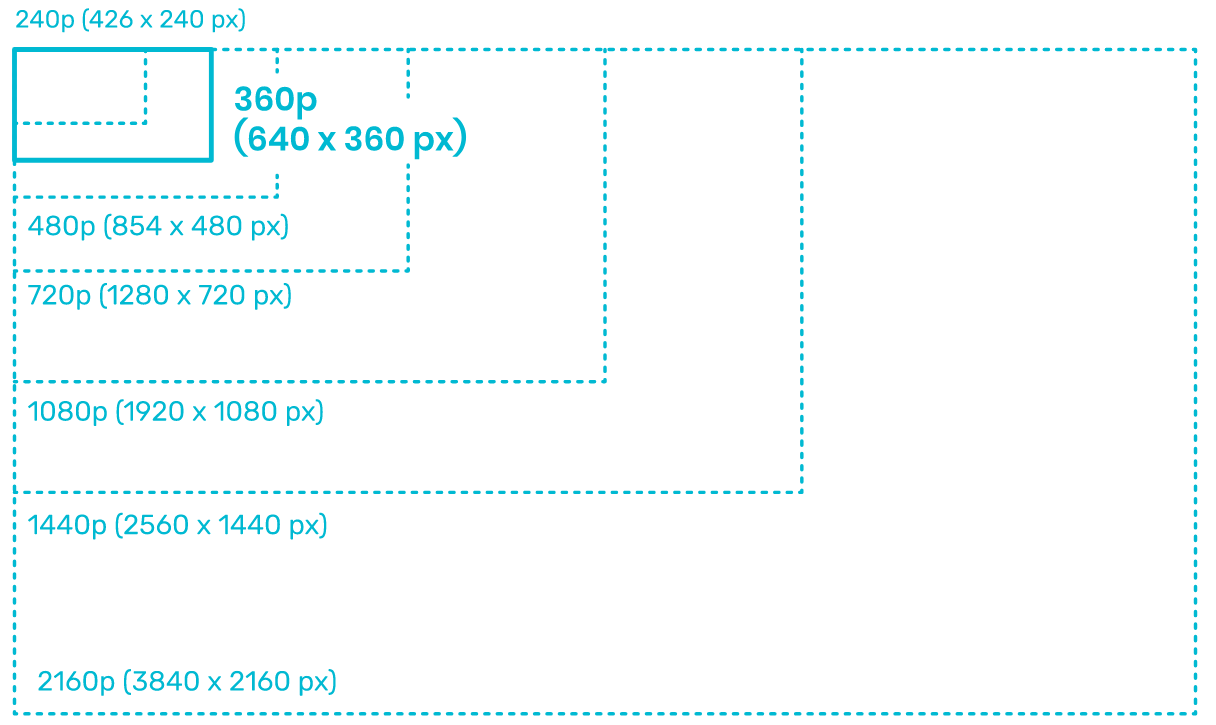 240p (426 x 240 px)
360p
(640 x 360 px)
480p (854 x 480 px)
720p (1280 x 720 px)
1080p (1920 x 1080 px)
1440p (2560 x 1440 px)
2160p (3840 x 2160 px)